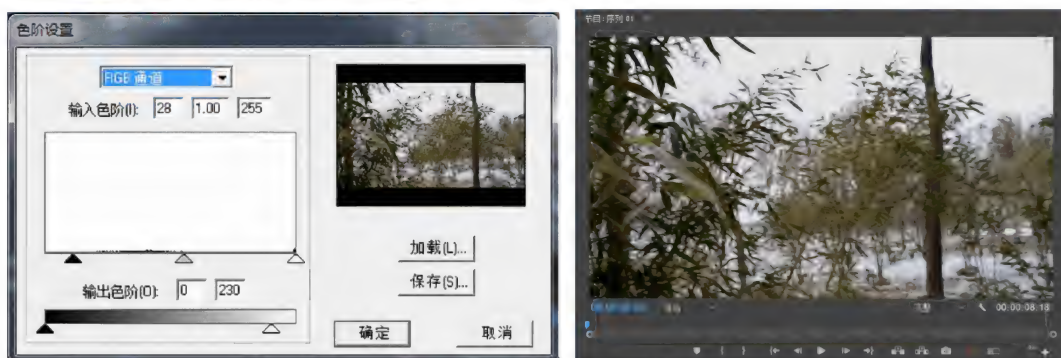 色阶设置
RGB 通道
输入色阶(I): 28 1.00 255
输出色阶(O): 0 230
加载(L)...
保存(S)...
确定 取消
节目: 序列 01
00:00:08:18